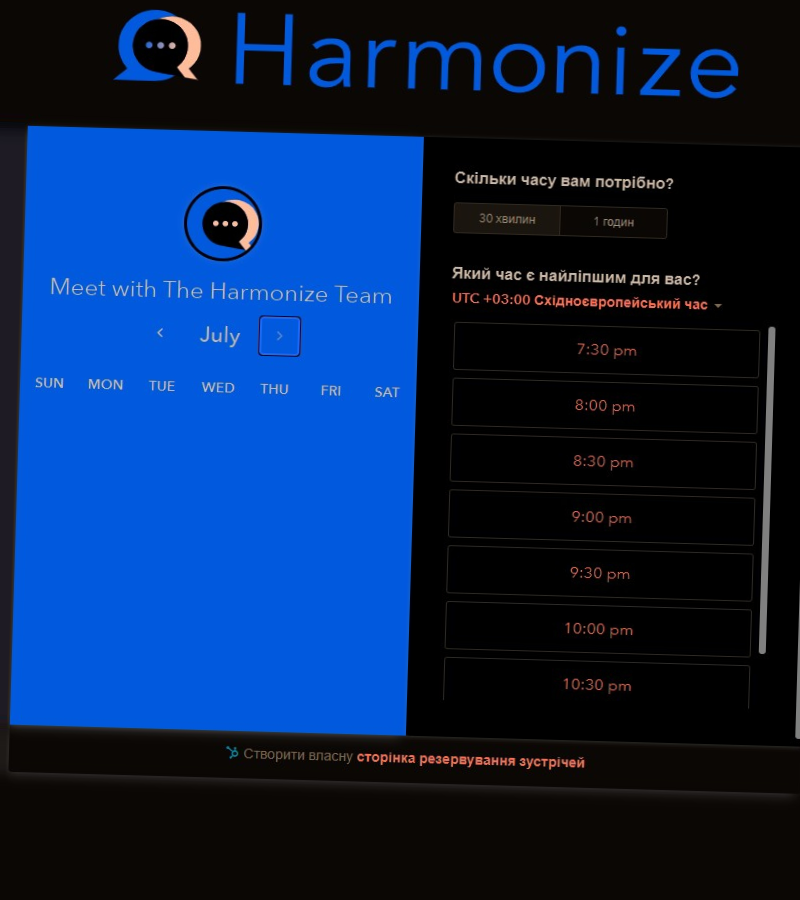 Harmonize
Meet with The Harmonize Team
July
SUN MON TUE WED THU FRI SAT
Скільки часу вам потрібно?
30 хвилин 1 годин
Який час є найліпшим для вас?
UTC +03:00 Східноєвропейський час
7:30 pm
8:00 pm
8:30 pm
9:00 pm
9:30 pm
10:00 pm
10:30 pm
Створити власну сторінка резервування зустрічей